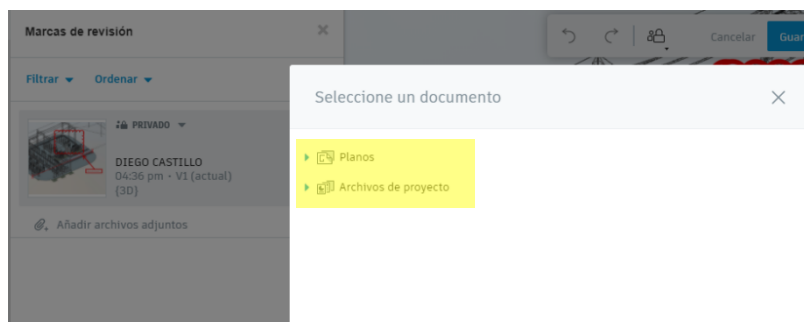 Marcas de revisión
Filtrar
Ordenar
PRIVADO
DIEGO CASTILLO
04:36 pm - V1 (actual)
(3D)
Añadir archivos adjuntos
Cancelar
Guar
Seleccione un documento
Planos
Archivos de proyecto